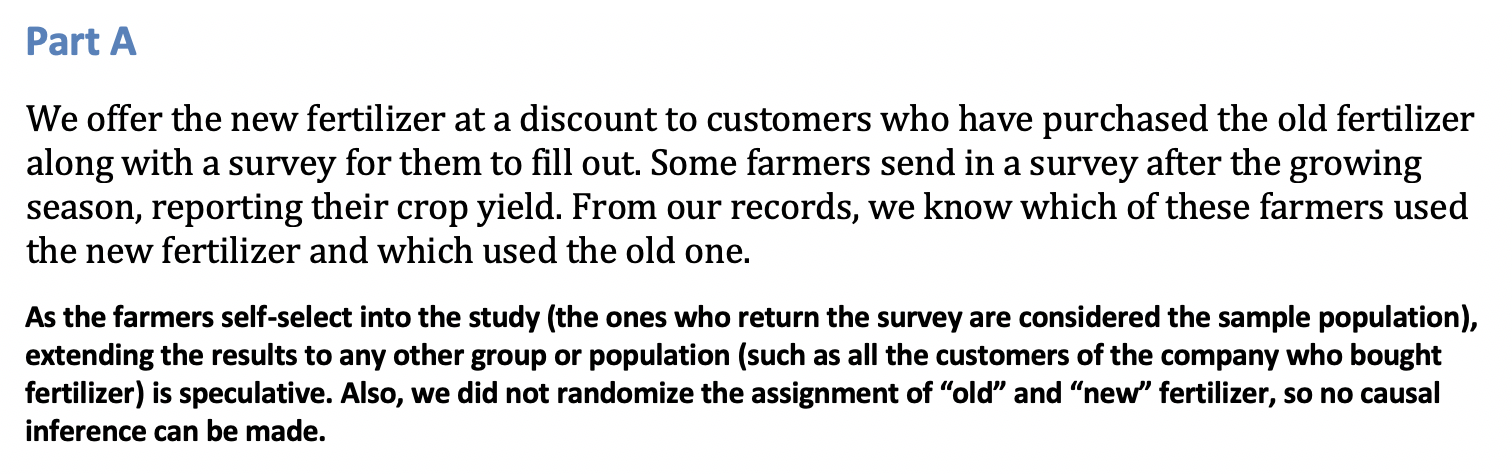 Part A
We offer the new fertilizer at a discount to customers who have purchased the old fertilizer
along with a survey for them to fill out. Some farmers send in a survey after the growing
season, reporting their crop yield. From our records, we know which of these farmers used
the new fertilizer and which used the old one.
As the farmers self-select into the study (the ones who return the survey are considered the sample population),
extending the results to any other group or population (such as all the customers of the company who bought
fertilizer) is speculative. Also, we did not randomize the assignment of “old” and “new” fertilizer, so no causal
inference can be made.